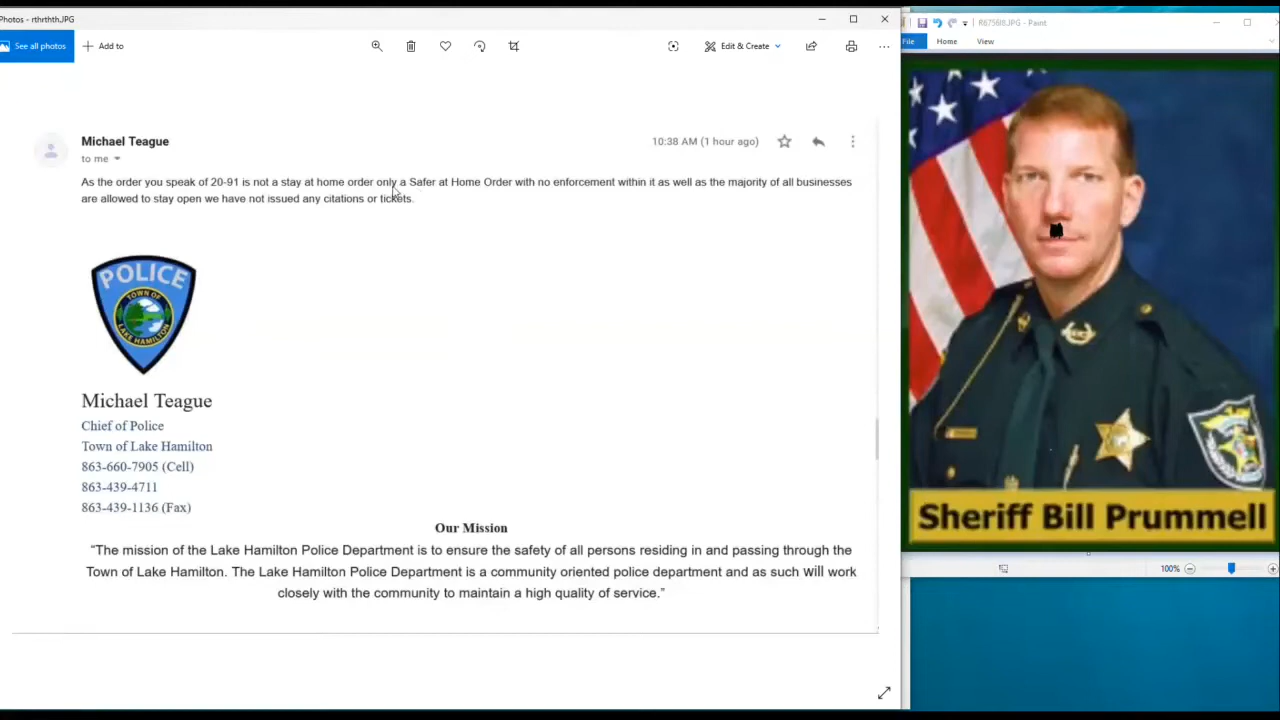 Photos - rthrthth.JPG
See all photos
Add to
Edit & Create
Michael Teague
10:38 AM (1 hour ago)
to me
As the order you speak of 20-91 is not a stay at home order only a Safer at Home Order with no enforcement within it as well as the majority of all businesses
are allowed to stay open we have not issued any citations or tickets.
POLICE
TOWN OF
LAKE HAMILTON
Michael Teague
Chief of Police
Town of Lake Hamilton
863-660-7905 (Cell)
863-439-4711
863-439-1136 (Fax)
Our Mission
“The mission of the Lake Hamilton Police Department is to ensure the safety of all persons residing in and passing through the
Town of Lake Hamilton. The Lake Hamilton Police Department is a community oriented police department and as such will work
closely with the community to maintain a high quality of service.”
File
Home
View
Sheriff Bill Prummell
100%